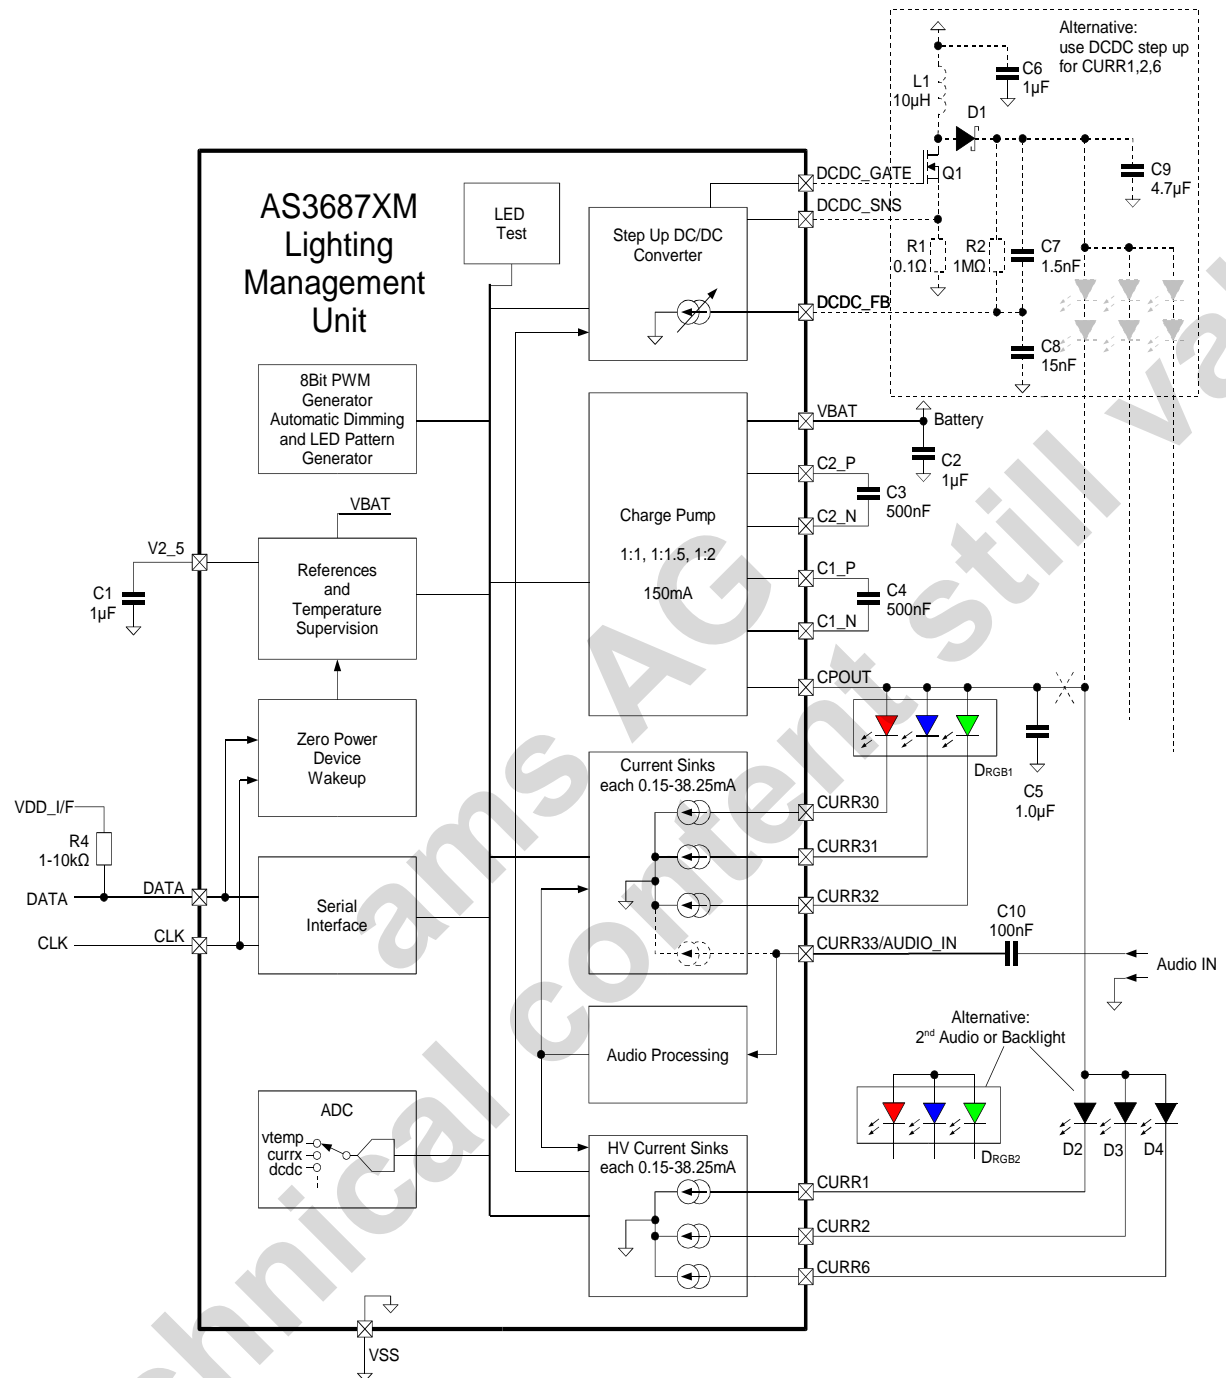 Alternative:
use DCDC step up
for CURR1,2,6
C6
1µF
L1
10µH
D1
DCDC_GATE
Q1
C9
4.7µF
DCDC_SNS
R1
0.1Ω
R2
1MΩ
C7
1.5nF
DCDC_FB
C8
15nF
AS3687XM
Lighting
Management
Unit
LED
Test
Step Up DC/DC
Converter
8Bit PWM
Generator
Automatic Dimming
and LED Pattern
Generator
VBAT
Battery
C2
1µF
C2_P
C3
500nF
C2_N
Charge Pump
1:1, 1:1.5, 1:2
150mA
C1_P
C4
500nF
C1_N
CPOUT
VBAT
V2_5
C1
1µF
References
and
Temperature
Supervision
Zero Power
Device
Wakeup
VDD_I/F
R4
1-10kΩ
DATA
DATA
CLK
CLK
Serial
Interface
Current Sinks
each 0.15-38.25mA
DRGB1
C5
1.0µF
CURR30
CURR31
CURR32
CURR33/AUDIO_IN
C10
100nF
Audio IN
Audio Processing
Alternative:
2nd Audio or Backlight
DRGB2
D2
D3
D4
ADC
vtemp
currx
dcdc
HV Current Sinks
each 0.15-38.25mA
CURR1
CURR2
CURR6
VSS
ams AG
chnical content still val